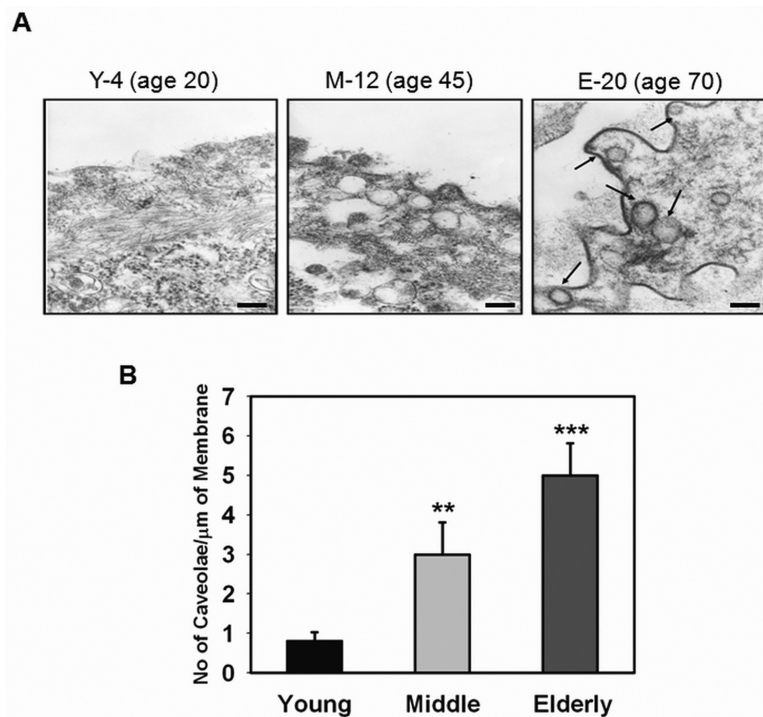 A
Y-4 (age 20) M-12 (age 45) E-20 (age 70)
B
No of Caveolae/μm of Membrane
7
6
5
4
3
2
1
0
**
***
Young Middle Elderly